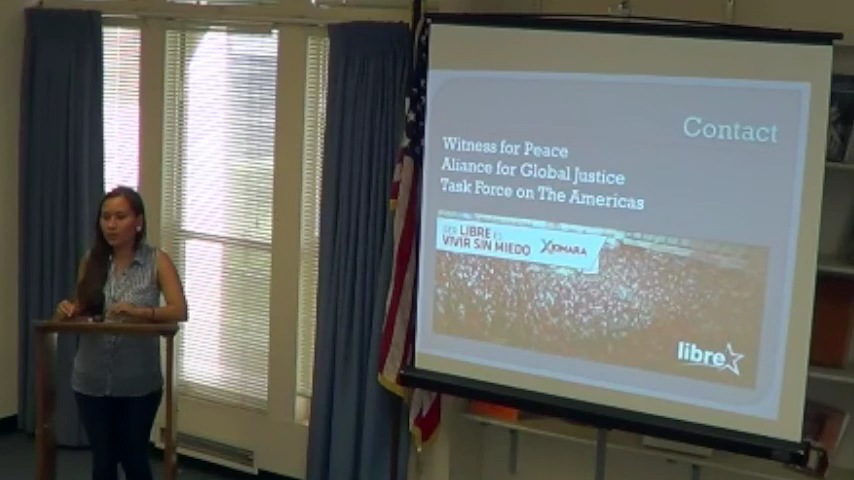 Contact
Witness for Peace
Aliance for Global Justice
Task Force on The Americas
SER LIBRE ES
VIVIR SIN MIEDO
XIOMARA
libre